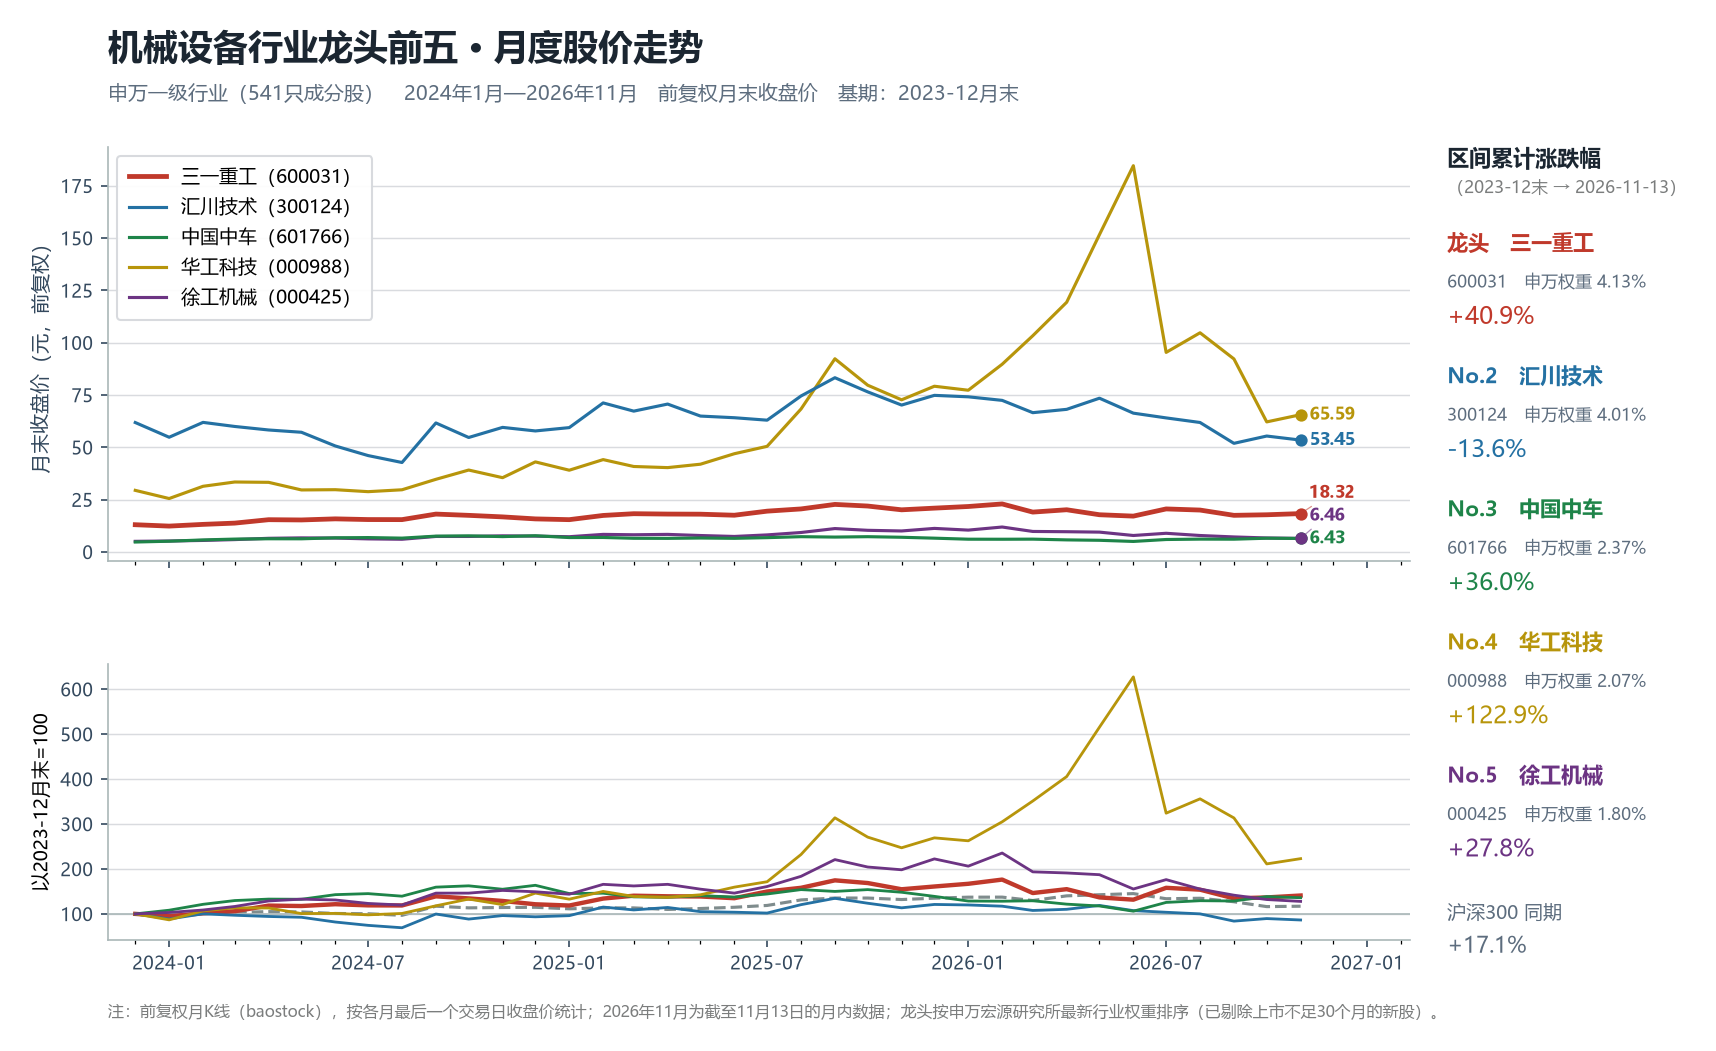 机械设备行业龙头前五 • 月度股价走势
申万一级行业（541只成分股） 2024年1月—2026年11月 前复权月末收盘价 基期：2023-12月末
月末收盘价（元，前复权）
175
150
125
100
75
50
25
0
三一重工（600031）
汇川技术（300124）
中国中车（601766）
华工科技（000988）
徐工机械（000425）
65.59
53.45
18.32
6.46
6.43
以2023-12月末=100
600
500
400
300
200
100
2024-01 2024-07 2025-01 2025-07 2026-01 2026-07 2027-01
区间累计涨跌幅
（2023-12末 → 2026-11-13）
龙头 三一重工
600031 申万权重 4.13%
+40.9%
No.2 汇川技术
300124 申万权重 4.01%
-13.6%
No.3 中国中车
601766 申万权重 2.37%
+36.0%
No.4 华工科技
000988 申万权重 2.07%
+122.9%
No.5 徐工机械
000425 申万权重 1.80%
+27.8%
沪深300 同期
+17.1%
注：前复权月K线（baostock），按各月最后一个交易日收盘价统计；2026年11月为截至11月13日的月内数据；龙头按申万宏源研究所最新行业权重排序（已剔除上市不足30个月的新股）。